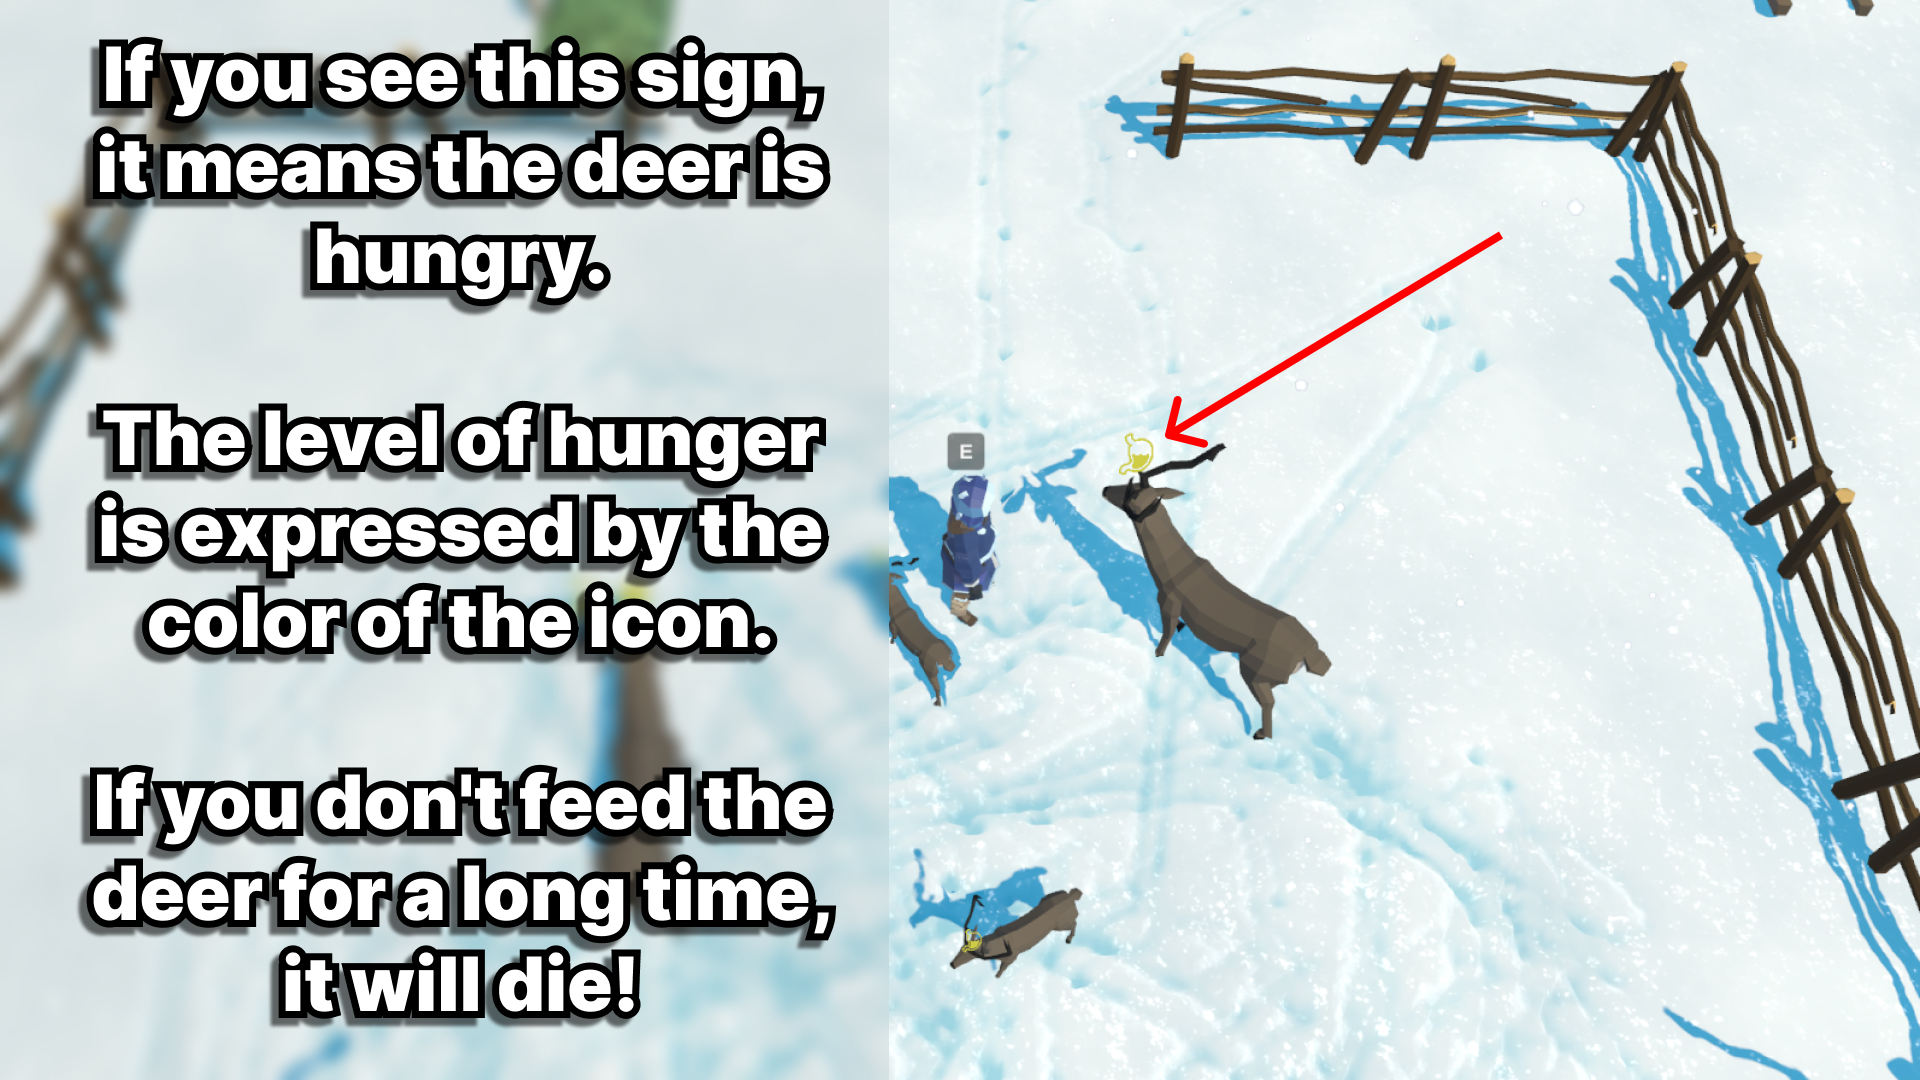 If you see this sign,
it means the deer is
hungry.
The level of hunger
is expressed by the
color of the icon.
If you don't feed the
deer for a long time,
it will die!
E